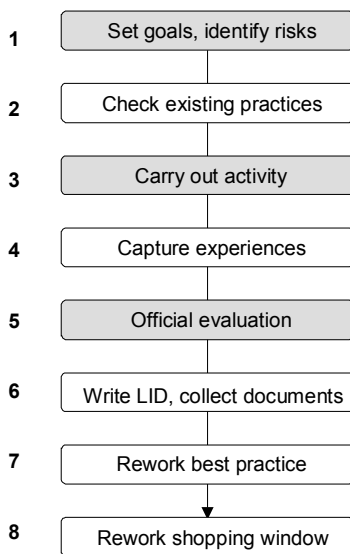 1 Set goals, identify risks
2 Check existing practices
3 Carry out activity
4 Capture experiences
5 Official evaluation
6 Write LID, collect documents
7 Rework best practice
8 Rework shopping window